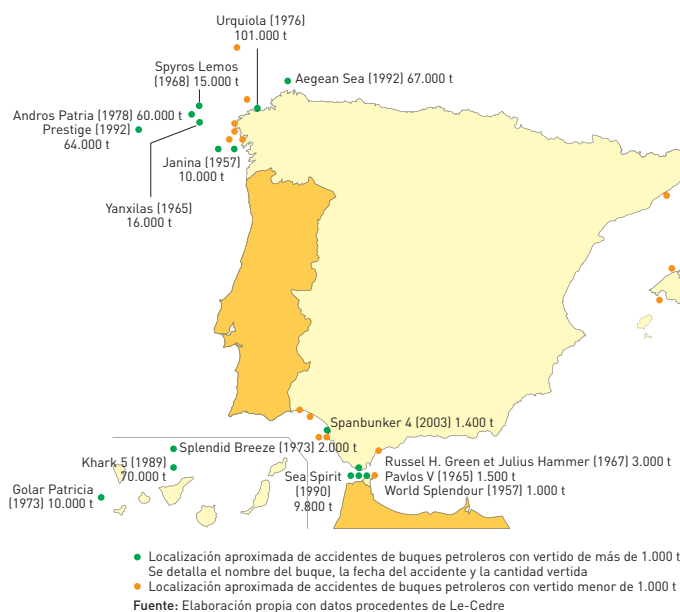 Urquiola (1976)
101.000 t
Spyros Lemos
(1968) 15.000 t
Aegean Sea (1992) 67.000 t
Andros Patria (1978) 60.000 t
Prestige (1992)
64.000 t
Janina (1957)
10.000 t
Yanxilas (1965)
16.000 t
Spanbunker 4 (2003) 1.400 t
Splendid Breeze (1973) 2.000 t
Khark 5 (1989)
70.000 t
Golar Patricia
(1973) 10.000 t
Sea Spirit
(1990)
9.800 t
Russel H. Green et Julius Hammer (1967) 3.000 t
Pavlos V (1965) 1.500 t
World Splendour (1957) 1.000 t
Localización aproximada de accidentes de buques petroleros con vertido de más de 1.000 t
Se detalla el nombre del buque, la fecha del accidente y la cantidad vertida
Localización aproximada de accidentes de buques petroleros con vertido menor de 1.000 t
Fuente: Elaboración propia con datos procedentes de Le-Cedre